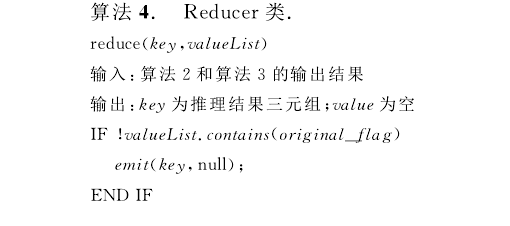 算法4. Reducer 类.
reduce(key,valueList)
输入:算法 2 和算法 3 的输出结果
输出:key 为推理结果三元组;value 为空
IF !valueList.contains(original_flag)
emit(key,null);
END IF